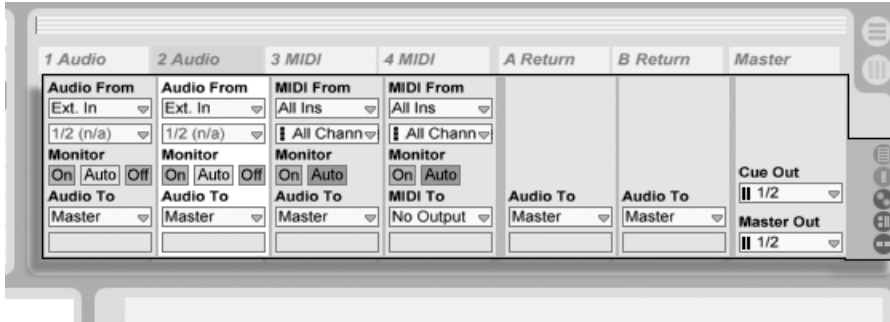 1 Audio 2 Audio 3 MIDI 4 MIDI A Return B Return Master
Audio From Audio From MIDI From MIDI From
Ext. In Ext. In All Ins All Ins
1/2 (n/a) 1/2 (n/a) All Chann All Chann
Monitor Monitor Monitor Monitor
On Auto Off On Auto Off On Auto On Auto Cue Out
Audio To Audio To Audio To MIDI To Audio To Audio To 1/2
Master Master Master No Output Master Master Master Out
1/2